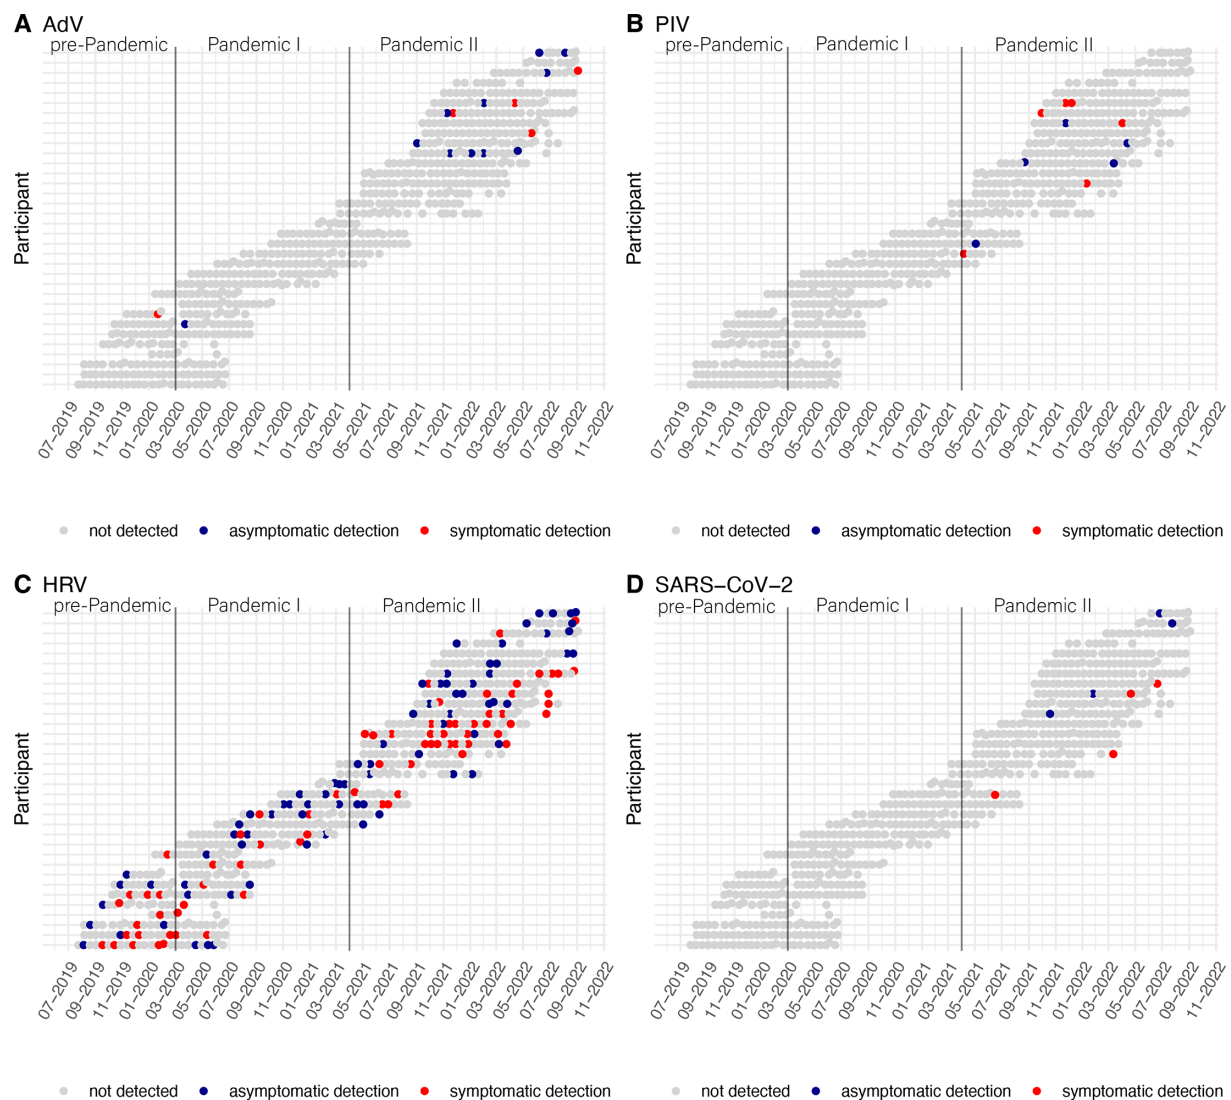 A AdV
pre-Pandemic Pandemic I Pandemic II
Participant
07−2019 09−2019 11−2019 01−2020 03−2020 05−2020 07−2020 09−2020 11−2020 01−2021 03−2021 05−2021 07−2021 09−2021 11−2021 01−2022 03−2022 05−2022 07−2022 09−2022 11−2022
not detected asymptomatic detection symptomatic detection
B PIV
pre-Pandemic Pandemic I Pandemic II
Participant
07−2019 09−2019 11−2019 01−2020 03−2020 05−2020 07−2020 09−2020 11−2020 01−2021 03−2021 05−2021 07−2021 09−2021 11−2021 01−2022 03−2022 05−2022 07−2022 09−2022 11−2022
not detected asymptomatic detection symptomatic detection
C HRV
pre-Pandemic Pandemic I Pandemic II
Participant
07−2019 09−2019 11−2019 01−2020 03−2020 05−2020 07−2020 09−2020 11−2020 01−2021 03−2021 05−2021 07−2021 09−2021 11−2021 01−2022 03−2022 05−2022 07−2022 09−2022 11−2022
not detected asymptomatic detection symptomatic detection
D SARS−CoV−2
pre-Pandemic Pandemic I Pandemic II
Participant
07−2019 09−2019 11−2019 01−2020 03−2020 05−2020 07−2020 09−2020 11−2020 01−2021 03−2021 05−2021 07−2021 09−2021 11−2021 01−2022 03−2022 05−2022 07−2022 09−2022 11−2022
not detected asymptomatic detection symptomatic detection